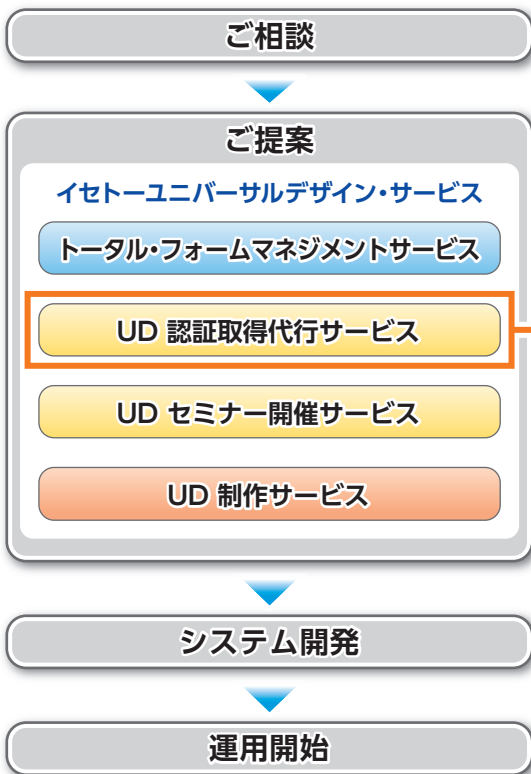 ご相談
ご提案
イセトーユニバーサルデザイン・サービス
トータル・フォームマネジメントサービス
UD 認証取得代行サービス
UD セミナー開催サービス
UD 制作サービス
システム開発
運用開始